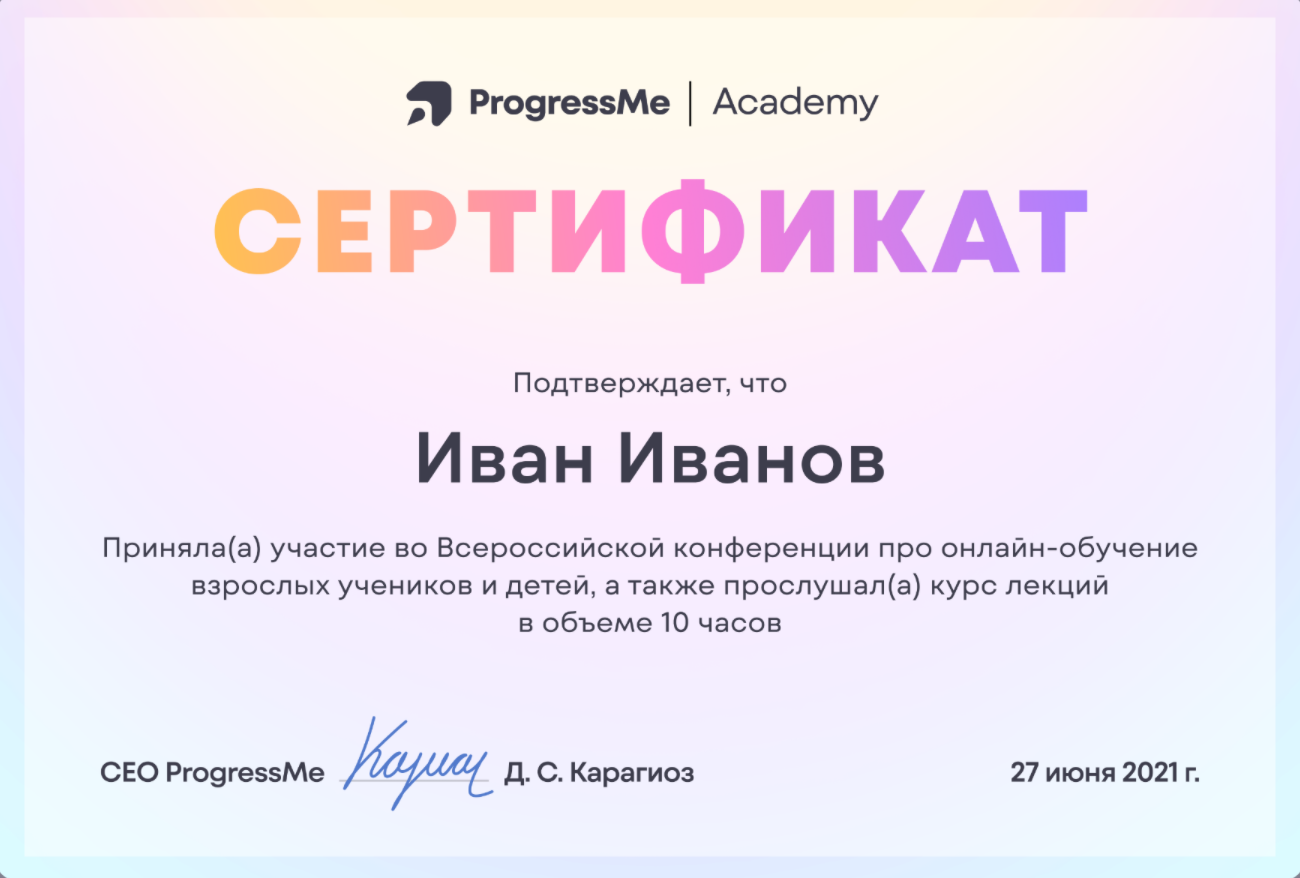 ProgressMe | Academy
СЕРТИФИКАТ
Подтверждает, что
Иван Иванов
Приняла(а) участие во Всероссийской конференции про онлайн-обучение
взрослых учеников и детей, а также прослушал(а) курс лекций
в объеме 10 часов
CEO ProgressMe Д. С. Карагиоз 27 июня 2021 г.